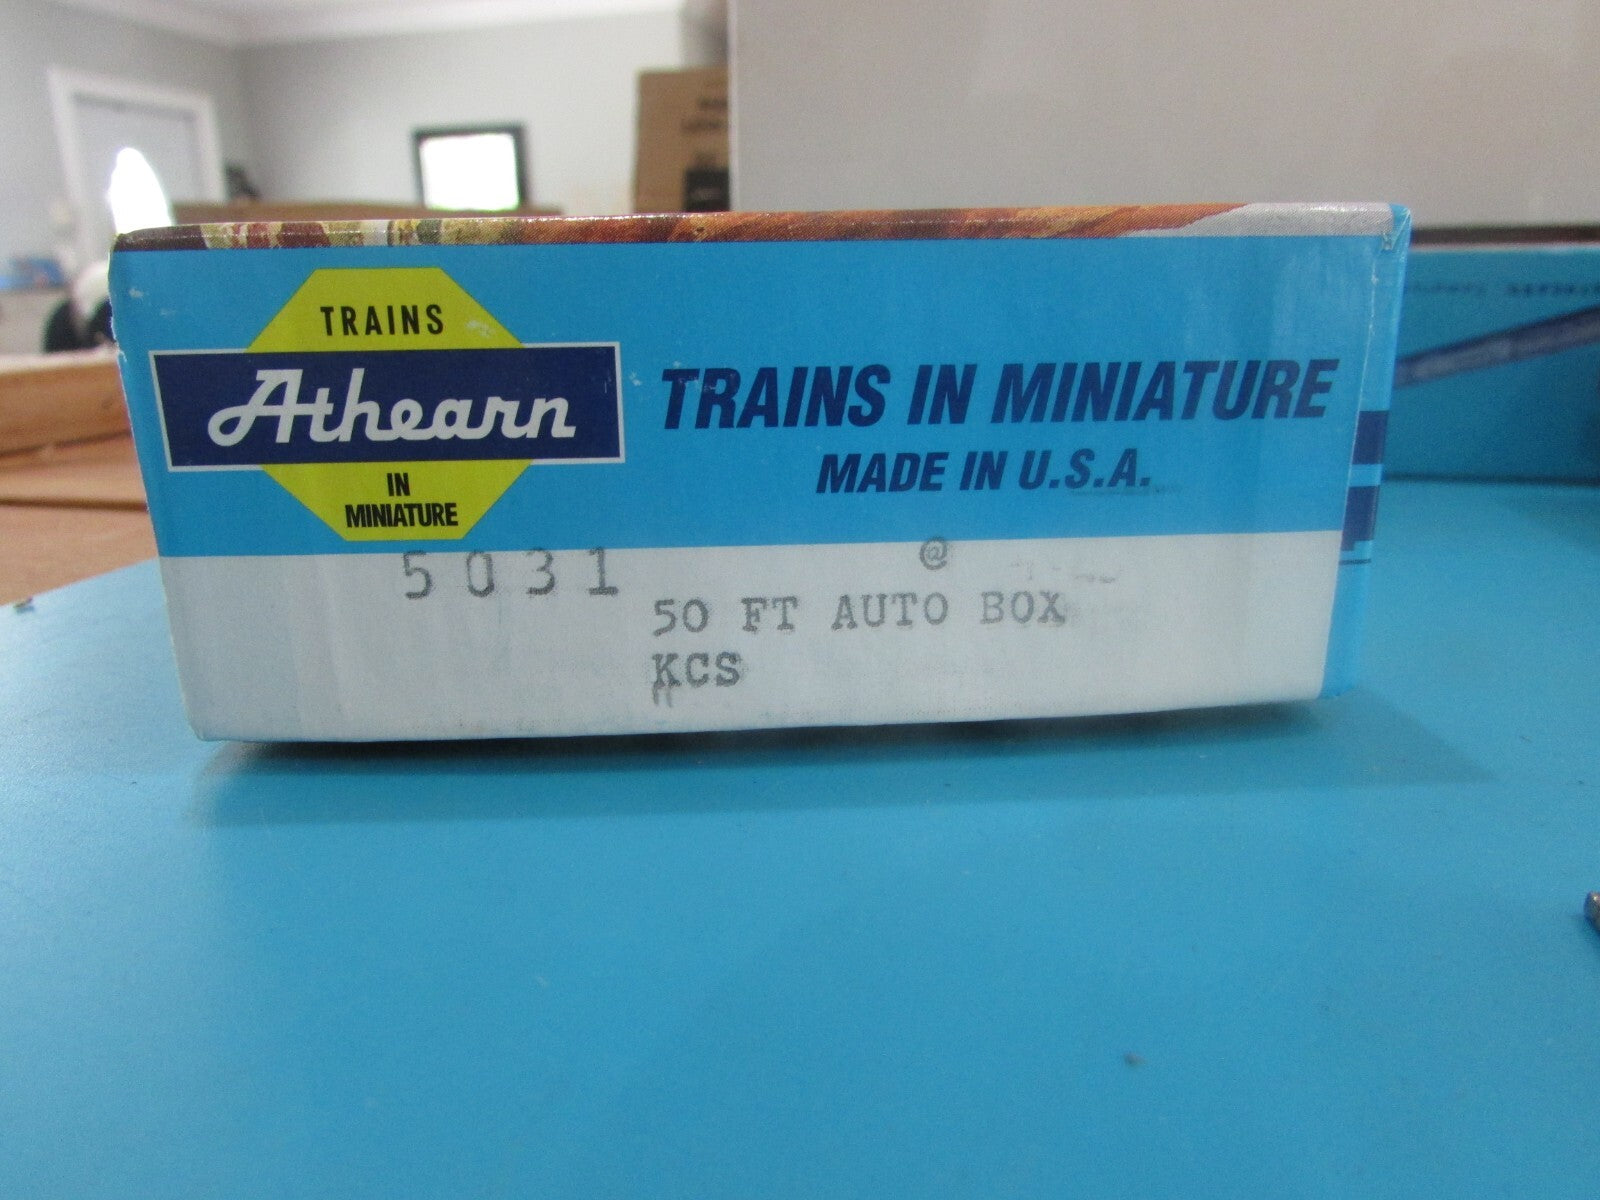 TRAINS
Athearn
IN
MINIATURE
TRAINS IN MINIATURE
MADE IN U.S.A.
5031 @
50 FT AUTO BOX
KCS